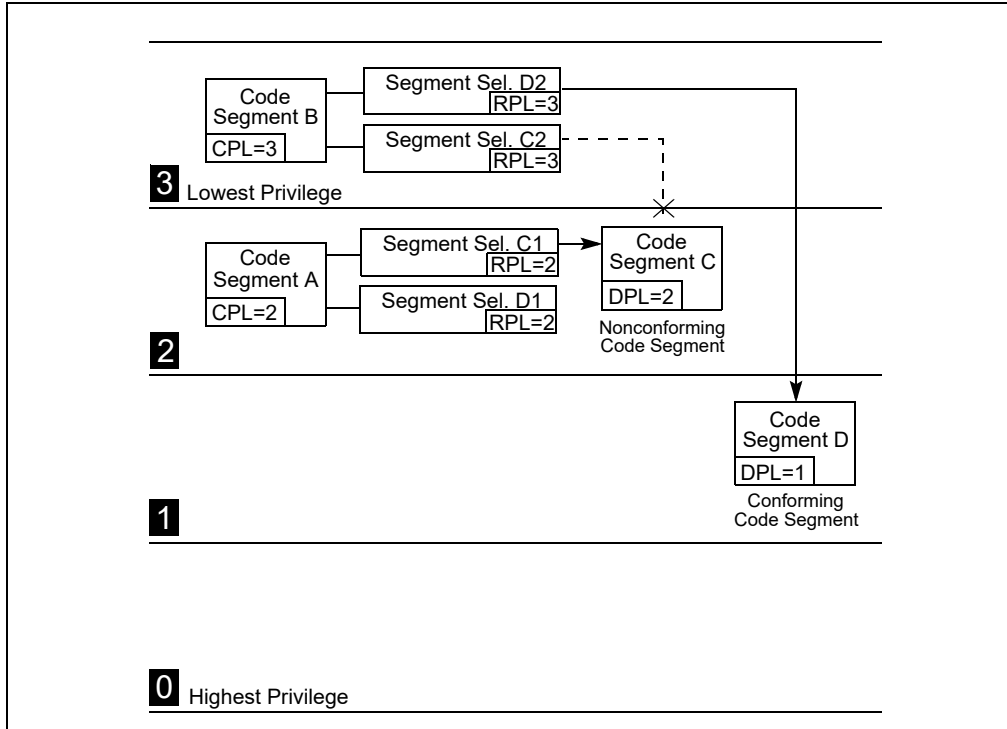 Code
Segment B
CPL=3
Segment Sel. D2
RPL=3
Segment Sel. C2
RPL=3
3 Lowest Privilege
Code
Segment A
CPL=2
Segment Sel. C1
RPL=2
Segment Sel. D1
RPL=2
Code
Segment C
DPL=2
Nonconforming
Code Segment
2
Code
Segment D
DPL=1
Conforming
Code Segment
1
0 Highest Privilege